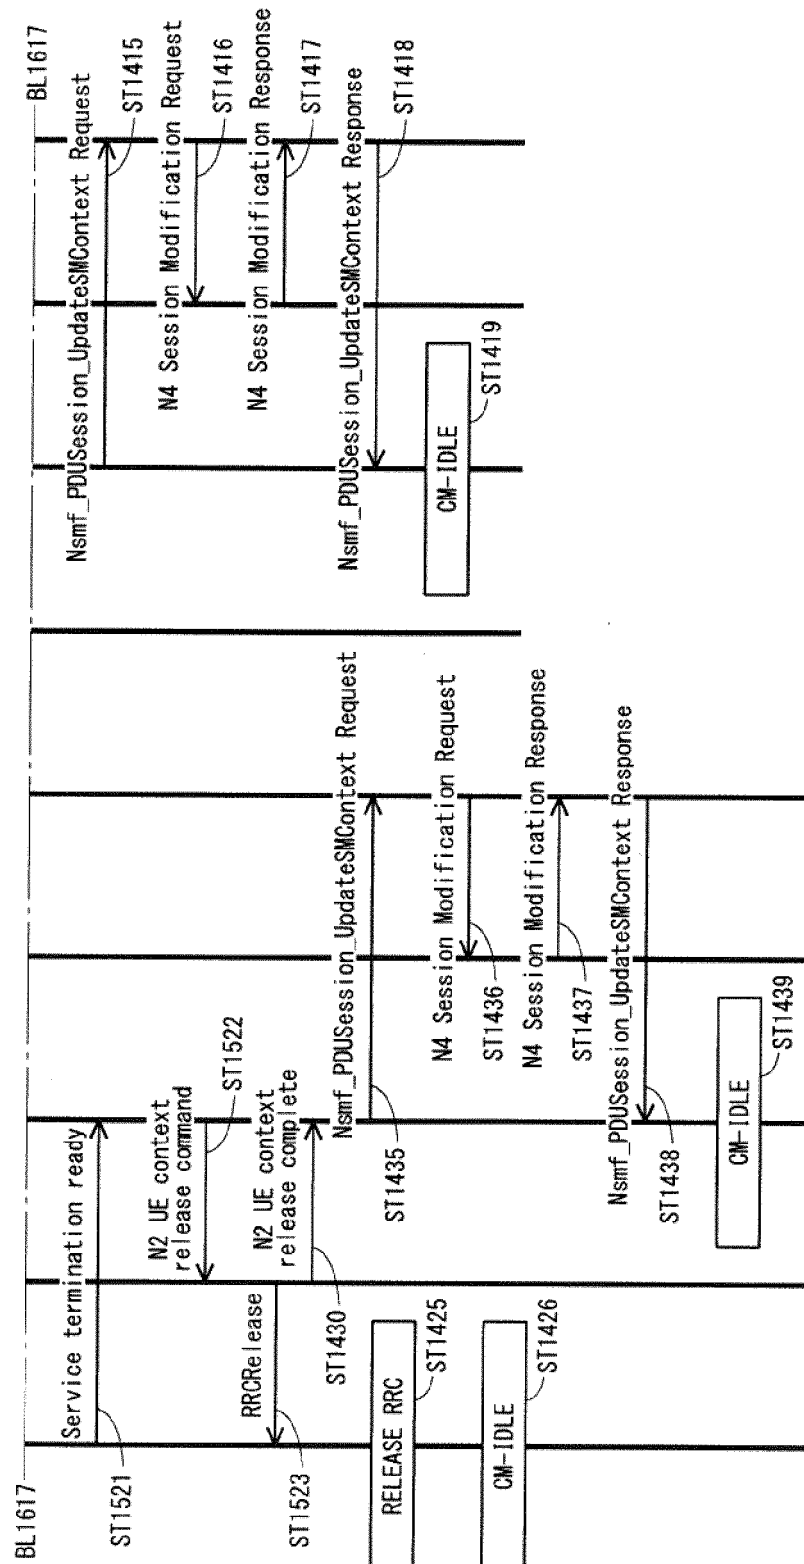 BL1617
BL1617
Service termination ready
ST1521
N2 UE context
release command
ST1522
RRCRelease
ST1523
N2 UE context
release complete
ST1430
RELEASE RRC
ST1425
CM-IDLE
ST1426
Nsmf_PDUSession_UpdateSMContext Request
ST1435
N4 Session Modification Request
ST1436
N4 Session Modification Response
ST1437
Nsmf_PDUSession_UpdateSMContext Response
ST1438
CM-IDLE
ST1439
Nsmf_PDUSession_UpdateSMContext Request
ST1415
N4 Session Modification Request
ST1416
N4 Session Modification Response
ST1417
Nsmf_PDUSession_UpdateSMContext Response
ST1418
CM-IDLE
ST1419